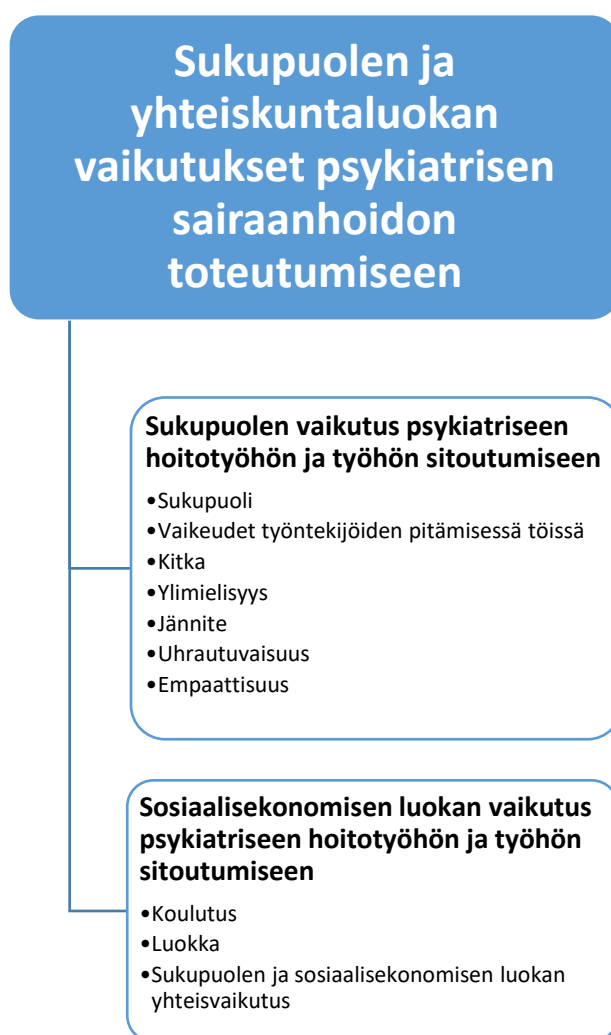 Sukupuolen ja
yhteiskuntaluokan
vaikutukset psykiatrisen
sairaanhoidon
toteutumiseen
Sukupuolen vaikutus psykiatriseen
hoitotyöhön ja työhön sitoutumiseen
•Sukupuoli
•Vaikeudet työntekijöiden pitämisessä töissä
•Kitka
•Ylimielisyys
•Jännite
•Uhrautuvaisuus
•Empaattisuus
Sosiaalisekonomisen luokan vaikutus
psykiatriseen hoitotyöhön ja työhön
sitoutumiseen
•Koulutus
•Luokka
•Sukupuolen ja sosiaalisekonomisen luokan
yhteisvaikutus